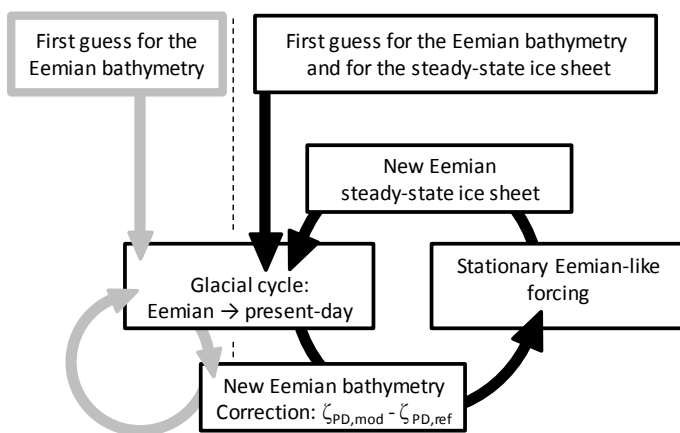 First guess for the
Eemian bathymetry
First guess for the Eemian bathymetry
and for the steady-state ice sheet
New Eemian
steady-state ice sheet
Glacial cycle:
Eemian → present-day
Stationary Eemian-like
forcing
New Eemian bathymetry
Correction: ζPD,mod - ζPD,ref